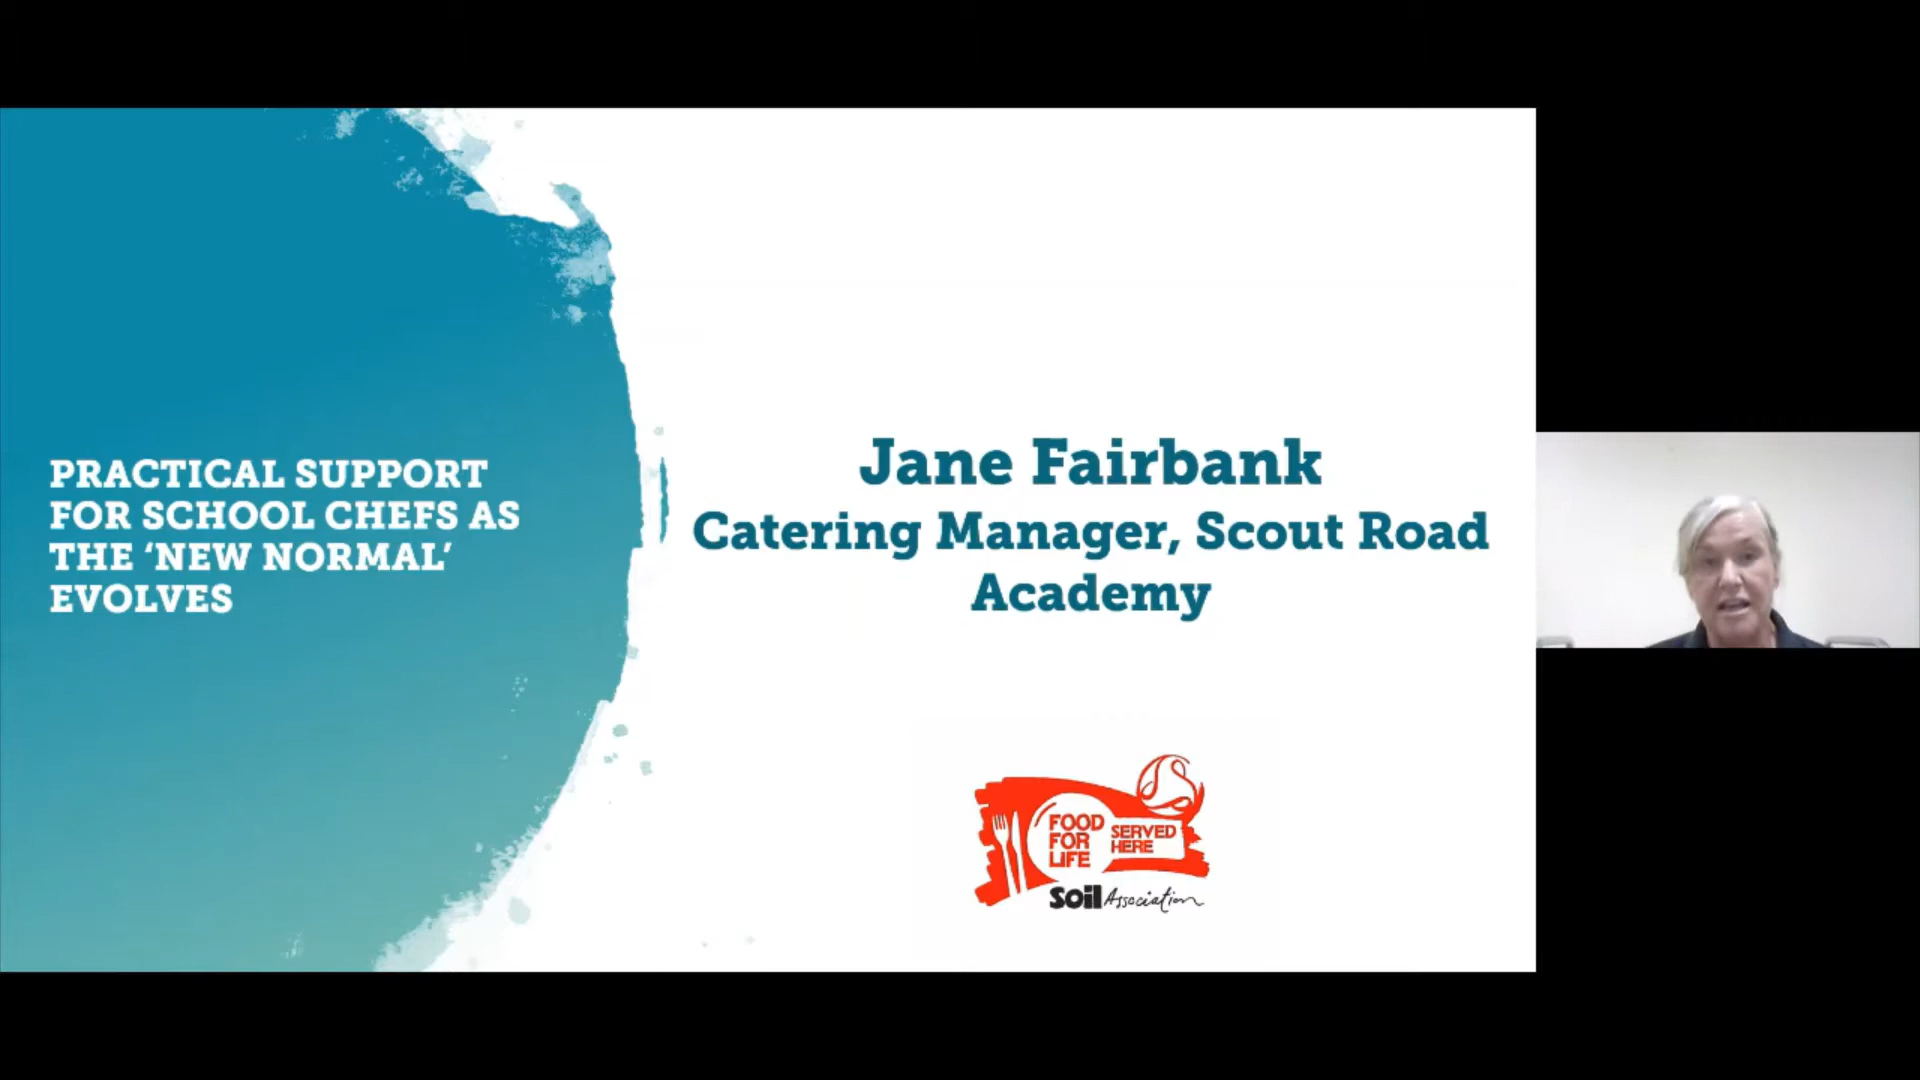 PRACTICAL SUPPORT
FOR SCHOOL CHEFS AS
THE ‘NEW NORMAL’
EVOLVES
Jane Fairbank
Catering Manager, Scout Road
Academy
FOOD
FOR
LIFE
SERVED
HERE
Soil Association